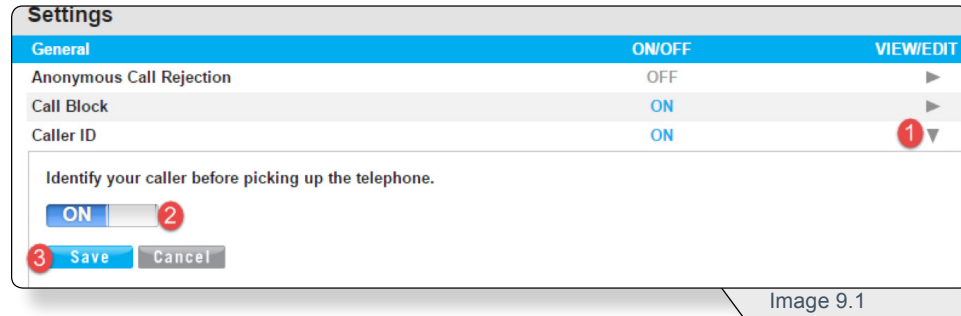 Settings
General ON/OFF VIEW/EDIT
Anonymous Call Rejection OFF
Call Block ON
Caller ID ON 1
Identify your caller before picking up the telephone.
ON 2
3 Save Cancel
Image 9.1